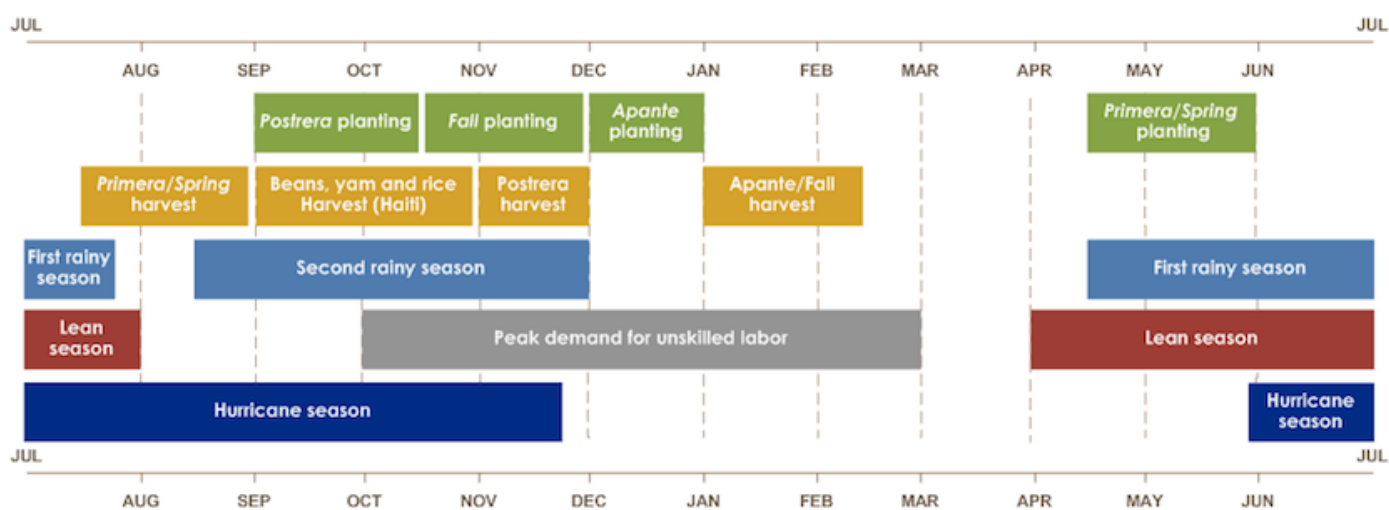 JUL JUL
AUG SEP OCT NOV DEC JAN FEB MAR APR MAY JUN
Postrera planting
Fall planting
Apante
planting
Primera/Spring
planting
Primera/Spring
harvest
Beans, yam and rice
Harvest (Haiti)
Postrera
harvest
Apante/Fall
harvest
First rainy
season
Second rainy season
First rainy season
Lean
season
Peak demand for unskilled labor
Lean season
Hurricane season
Hurricane
season
JUL JUL
AUG SEP OCT NOV DEC JAN FEB MAR APR MAY JUN